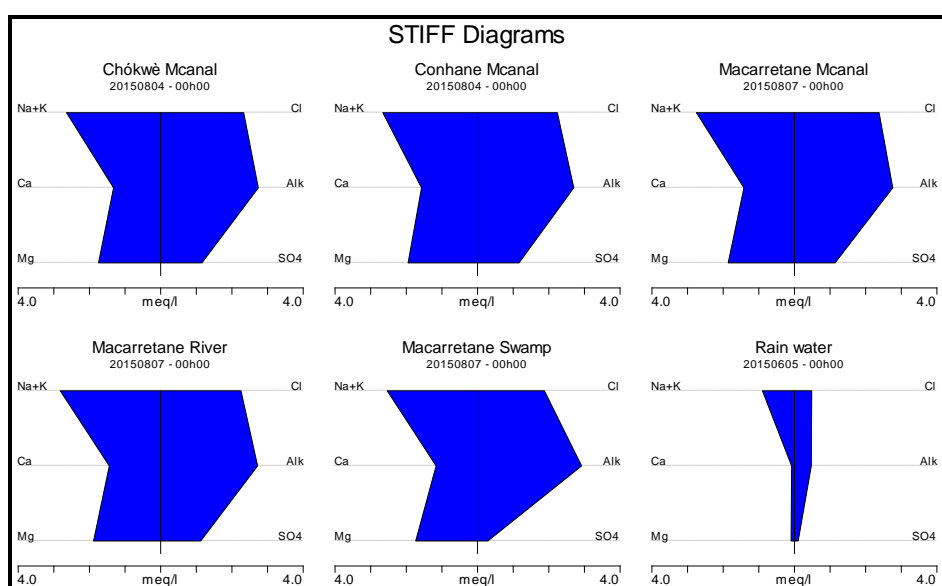 STIFF Diagrams
Chókwè Mcanal
20150804 - 00h00
Na+K Cl
Ca Alk
Mg SO4
4.0 meq/l 4.0
Conhane Mcanal
20150804 - 00h00
Na+K Cl
Ca Alk
Mg SO4
4.0 meq/l 4.0
Macarretane Mcanal
20150807 - 00h00
Na+K Cl
Ca Alk
Mg SO4
4.0 meq/l 4.0
Macarretane River
20150807 - 00h00
Na+K Cl
Ca Alk
Mg SO4
4.0 meq/l 4.0
Macarretane Swamp
20150807 - 00h00
Na+K Cl
Ca Alk
Mg SO4
4.0 meq/l 4.0
Rain water
20150605 - 00h00
Na+K Cl
Ca Alk
Mg SO4
4.0 meq/l 4.0